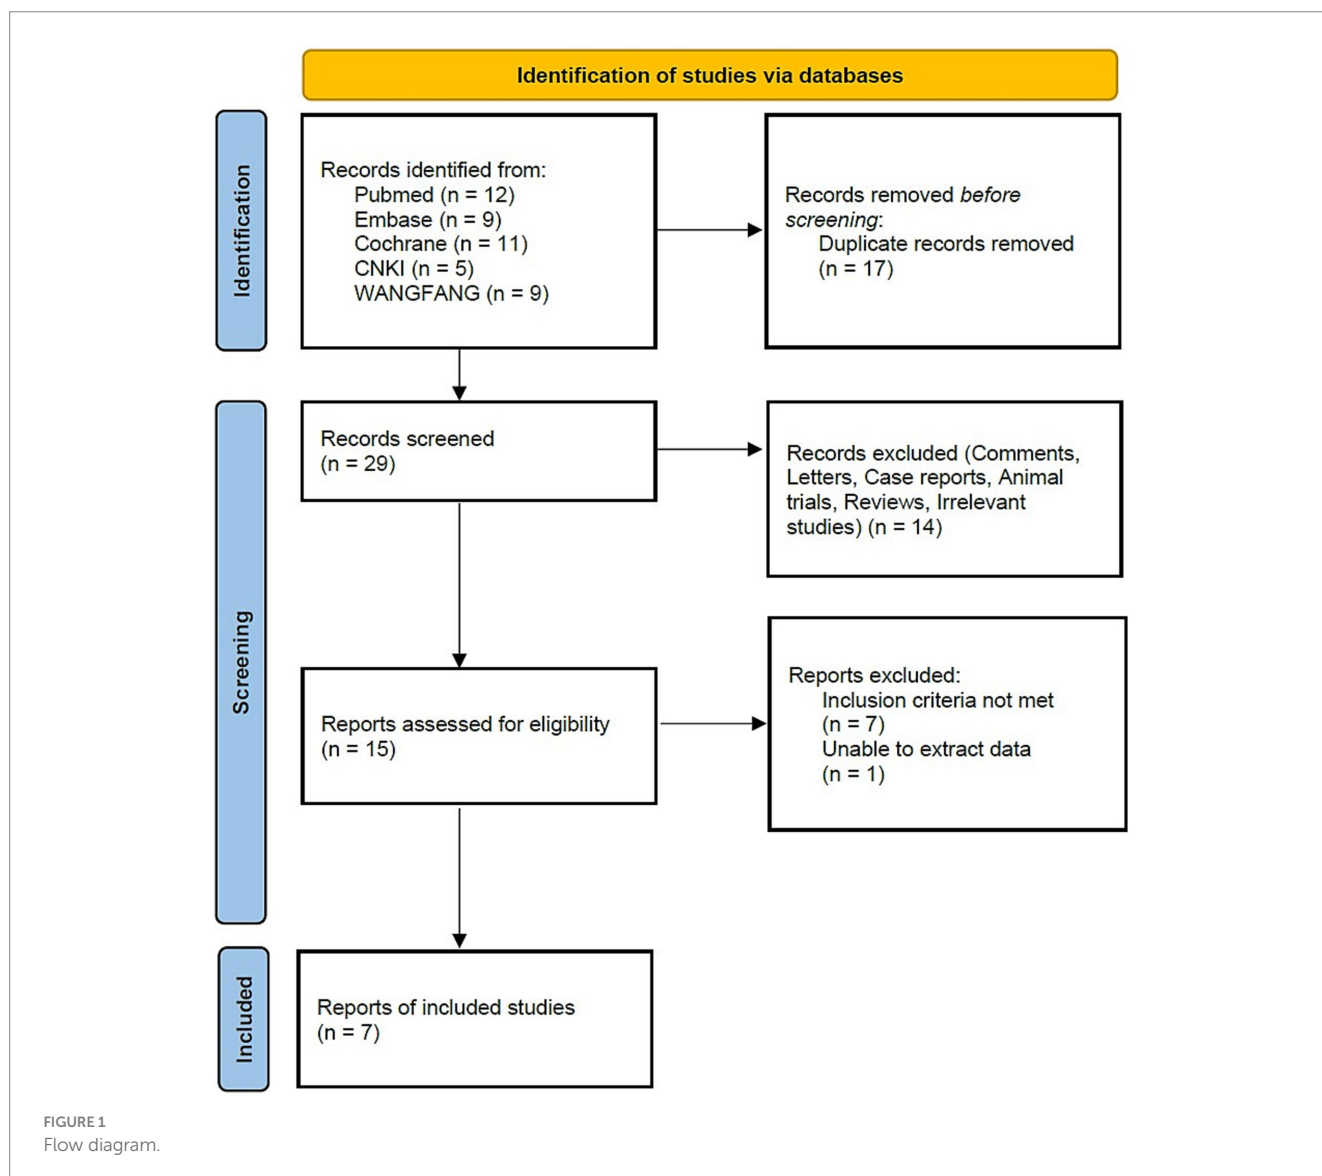 Identification of studies via databases
Identification
Records identified from:
Pubmed (n = 12)
Embase (n = 9)
Cochrane (n = 11)
CNKI (n = 5)
WANGFANG (n = 9)
Records removed before
screening:
Duplicate records removed
(n = 17)
Screening
Records screened
(n = 29)
Records excluded (Comments,
Letters, Case reports, Animal
trials, Reviews, Irrelevant
studies) (n = 14)
Reports assessed for eligibility
(n = 15)
Reports excluded:
Inclusion criteria not met
(n = 7)
Unable to extract data
(n = 1)
Included
Reports of included studies
(n = 7)
FIGURE 1
Flow diagram.